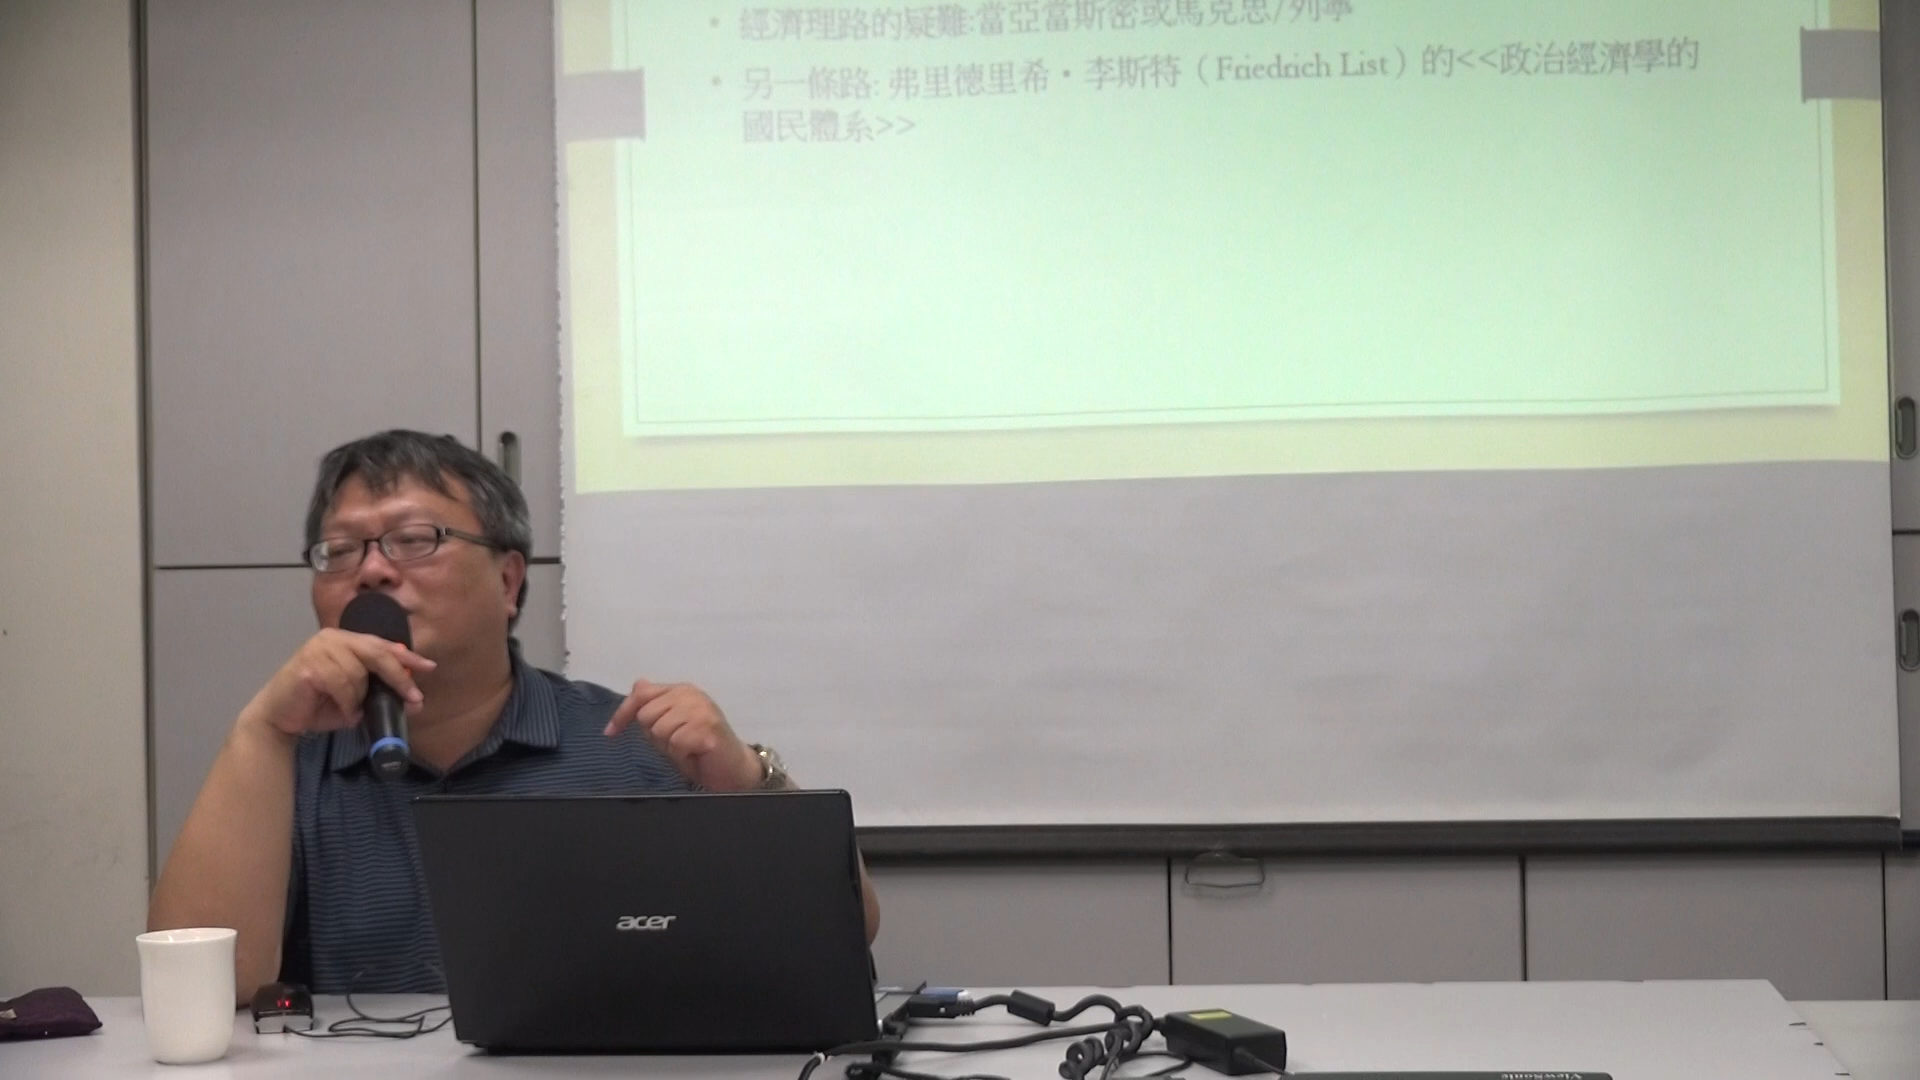 • 經濟理路的疑難:當亞當斯密或馬克思/列寧
• 另一條路: 弗里德里希・李斯特（Friedrich List）的<<政治經濟學的
國民體系>>
acer
ViewSonic